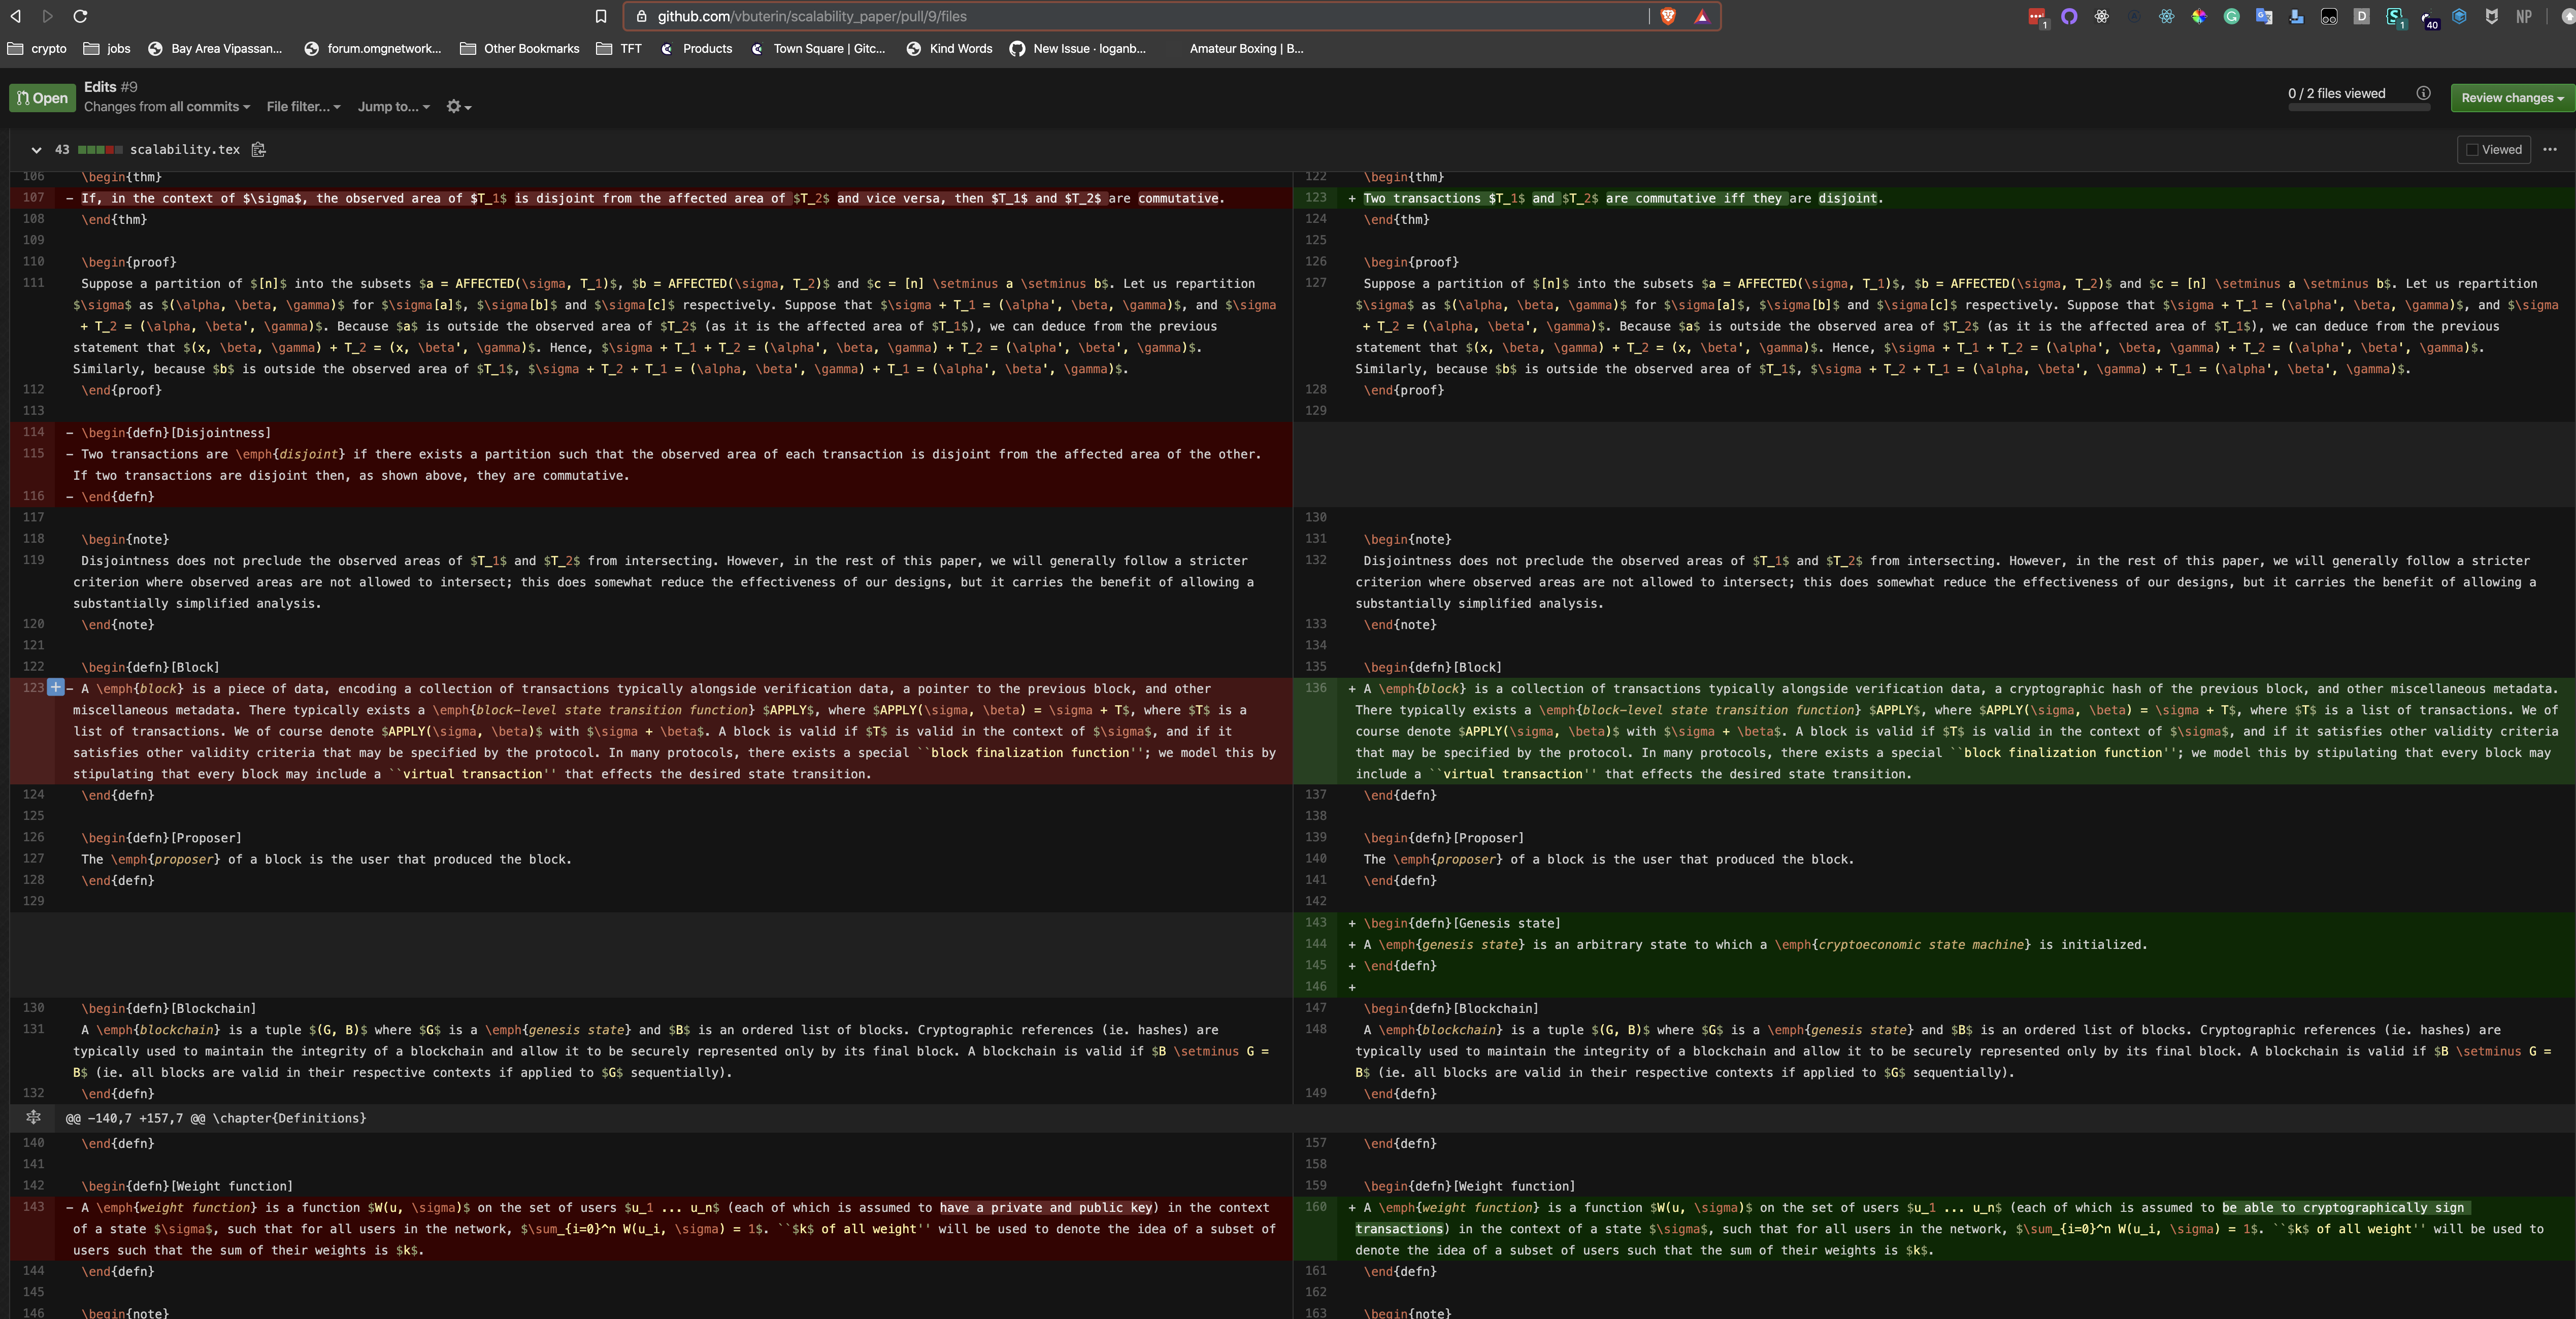 github.com/vbuterin/scalability_paper/pull/9/files
1
1
40
NP
crypto
jobs
Bay Area Vipassan...
forum.omgnetwork...
Other Bookmarks
TFT
Products
Town Square | Gitc...
Kind Words
New Issue · loganb...
Amateur Boxing | B...
Open
Edits #9
Changes from all commits
File filter...
Jump to...
0 / 2 files viewed
Review changes
43 scalability.tex
Viewed
106 \begin{thm}
107 - If, in the context of $\sigma$, the observed area of $T_1$ is disjoint from the affected area of $T_2$ and vice versa, then $T_1$ and $T_2$ are commutative.
108 \end{thm}
109
110 \begin{proof}
111 Suppose a partition of $[n]$ into the subsets $a = AFFECTED(\sigma, T_1)$, $b = AFFECTED(\sigma, T_2)$ and $c = [n] \setminus a \setminus b$. Let us repartition
$\sigma$ as $(\alpha, \beta, \gamma)$ for $\sigma[a]$, $\sigma[b]$ and $\sigma[c]$ respectively. Suppose that $\sigma + T_1 = (\alpha', \beta, \gamma)$, and $\sigma
+ T_2 = (\alpha, \beta', \gamma)$. Because $a$ is outside the observed area of $T_2$ (as it is the affected area of $T_1$), we can deduce from the previous
statement that $(x, \beta, \gamma) + T_2 = (x, \beta', \gamma)$. Hence, $\sigma + T_1 + T_2 = (\alpha', \beta, \gamma) + T_2 = (\alpha', \beta', \gamma)$.
Similarly, because $b$ is outside the observed area of $T_1$, $\sigma + T_2 + T_1 = (\alpha, \beta', \gamma) + T_1 = (\alpha', \beta', \gamma)$.
112 \end{proof}
113
114 - \begin{defn}[Disjointness]
115 - Two transactions are \emph{disjoint} if there exists a partition such that the observed area of each transaction is disjoint from the affected area of the other.
If two transactions are disjoint then, as shown above, they are commutative.
116 - \end{defn}
117
118 \begin{note}
119 Disjointness does not preclude the observed areas of $T_1$ and $T_2$ from intersecting. However, in the rest of this paper, we will generally follow a stricter
criterion where observed areas are not allowed to intersect; this does somewhat reduce the effectiveness of our designs, but it carries the benefit of allowing a
substantially simplified analysis.
120 \end{note}
121
122 \begin{defn}[Block]
123 - A \emph{block} is a piece of data, encoding a collection of transactions typically alongside verification data, a pointer to the previous block, and other
miscellaneous metadata. There typically exists a \emph{block-level state transition function} $APPLY$, where $APPLY(\sigma, \beta) = \sigma + T$, where $T$ is a
list of transactions. We of course denote $APPLY(\sigma, \beta)$ with $\sigma + \beta$. A block is valid if $T$ is valid in the context of $\sigma$, and if it
satisfies other validity criteria that may be specified by the protocol. In many protocols, there exists a special ``block finalization function''; we model this by
stipulating that every block may include a ``virtual transaction'' that effects the desired state transition.
124 \end{defn}
125
126 \begin{defn}[Proposer]
127 The \emph{proposer} of a block is the user that produced the block.
128 \end{defn}
129
130 \begin{defn}[Blockchain]
131 A \emph{blockchain} is a tuple $(G, B)$ where $G$ is a \emph{genesis state} and $B$ is an ordered list of blocks. Cryptographic references (ie. hashes) are
typically used to maintain the integrity of a blockchain and allow it to be securely represented only by its final block. A blockchain is valid if $B \setminus G =
B$ (ie. all blocks are valid in their respective contexts if applied to $G$ sequentially).
132 \end{defn}
122 \begin{thm}
123 + Two transactions $T_1$ and $T_2$ are commutative iff they are disjoint.
124 \end{thm}
125
126 \begin{proof}
127 Suppose a partition of $[n]$ into the subsets $a = AFFECTED(\sigma, T_1)$, $b = AFFECTED(\sigma, T_2)$ and $c = [n] \setminus a \setminus b$. Let us repartition
$\sigma$ as $(\alpha, \beta, \gamma)$ for $\sigma[a]$, $\sigma[b]$ and $\sigma[c]$ respectively. Suppose that $\sigma + T_1 = (\alpha', \beta, \gamma)$, and $\sigma
+ T_2 = (\alpha, \beta', \gamma)$. Because $a$ is outside the observed area of $T_2$ (as it is the affected area of $T_1$), we can deduce from the previous
statement that $(x, \beta, \gamma) + T_2 = (x, \beta', \gamma)$. Hence, $\sigma + T_1 + T_2 = (\alpha', \beta, \gamma) + T_2 = (\alpha', \beta', \gamma)$.
Similarly, because $b$ is outside the observed area of $T_1$, $\sigma + T_2 + T_1 = (\alpha, \beta', \gamma) + T_1 = (\alpha', \beta', \gamma)$.
128 \end{proof}
129
130
131 \begin{note}
132 Disjointness does not preclude the observed areas of $T_1$ and $T_2$ from intersecting. However, in the rest of this paper, we will generally follow a stricter
criterion where observed areas are not allowed to intersect; this does somewhat reduce the effectiveness of our designs, but it carries the benefit of allowing a
substantially simplified analysis.
133 \end{note}
134
135 \begin{defn}[Block]
136 + A \emph{block} is a collection of transactions typically alongside verification data, a cryptographic hash of the previous block, and other miscellaneous metadata.
There typically exists a \emph{block-level state transition function} $APPLY$, where $APPLY(\sigma, \beta) = \sigma + T$, where $T$ is a list of transactions. We of
course denote $APPLY(\sigma, \beta)$ with $\sigma + \beta$. A block is valid if $T$ is valid in the context of $\sigma$, and if it satisfies other validity criteria
that may be specified by the protocol. In many protocols, there exists a special ``block finalization function''; we model this by stipulating that every block may
include a ``virtual transaction'' that effects the desired state transition.
137 \end{defn}
138
139 \begin{defn}[Proposer]
140 The \emph{proposer} of a block is the user that produced the block.
141 \end{defn}
142
143 + \begin{defn}[Genesis state]
144 + A \emph{genesis state} is an arbitrary state to which a \emph{cryptoeconomic state machine} is initialized.
145 + \end{defn}
146 +
147 \begin{defn}[Blockchain]
148 A \emph{blockchain} is a tuple $(G, B)$ where $G$ is a \emph{genesis state} and $B$ is an ordered list of blocks. Cryptographic references (ie. hashes) are
typically used to maintain the integrity of a blockchain and allow it to be securely represented only by its final block. A blockchain is valid if $B \setminus G =
B$ (ie. all blocks are valid in their respective contexts if applied to $G$ sequentially).
149 \end{defn}
@@ -140,7 +157,7 @@ \chapter{Definitions}
140 \end{defn}
141
142 \begin{defn}[Weight function]
143 - A \emph{weight function} is a function $W(u, \sigma)$ on the set of users $u_1 ... u_n$ (each of which is assumed to have a private and public key) in the context
of a state $\sigma$, such that for all users in the network, $\sum_{i=0}^n W(u_i, \sigma) = 1$. ``$k$ of all weight'' will be used to denote the idea of a subset of
users such that the sum of their weights is $k$.
144 \end{defn}
145
146 \begin{note}
157 \end{defn}
158
159 \begin{defn}[Weight function]
160 + A \emph{weight function} is a function $W(u, \sigma)$ on the set of users $u_1 ... u_n$ (each of which is assumed to be able to cryptographically sign
transactions) in the context of a state $\sigma$, such that for all users in the network, $\sum_{i=0}^n W(u_i, \sigma) = 1$. ``$k$ of all weight'' will be used to
denote the idea of a subset of users such that the sum of their weights is $k$.
161 \end{defn}
162
163 \begin{note}